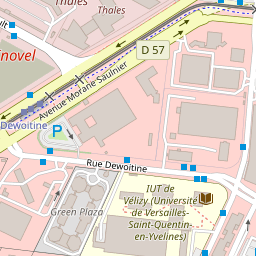 Thales
Thales
inovel
D 57
Avenue Morane Saulnier
Dewoitine
P
Rue Dewoitine
Green Plaza
IUT de
Vélizy (Université
de Versailles-
Saint-Quentin-
en-Yvelines)